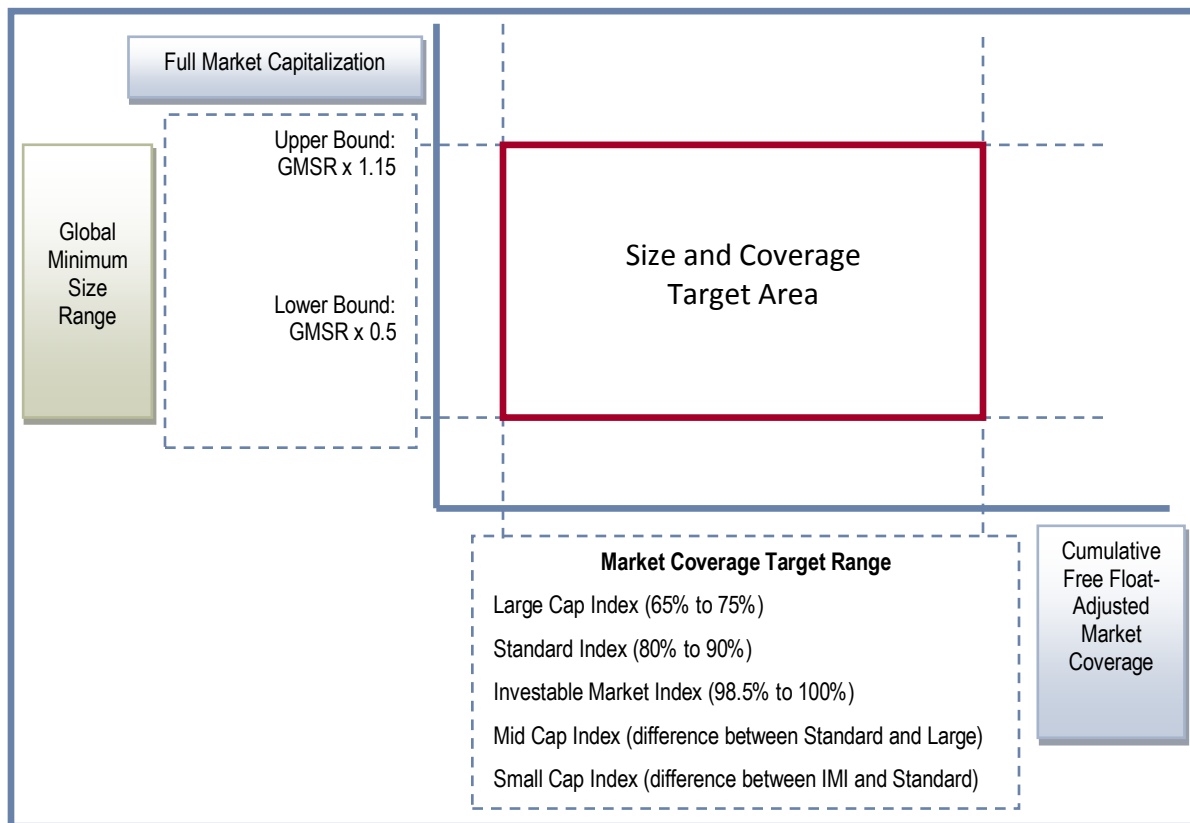 Full Market Capitalization
Upper Bound:
GMSR x 1.15
Global
Minimum
Size
Range
Lower Bound:
GMSR x 0.5
Size and Coverage
Target Area
Market Coverage Target Range
Large Cap Index (65% to 75%)
Standard Index (80% to 90%)
Investable Market Index (98.5% to 100%)
Mid Cap Index (difference between Standard and Large)
Small Cap Index (difference between IMI and Standard)
Cumulative
Free Float-
Adjusted
Market
Coverage